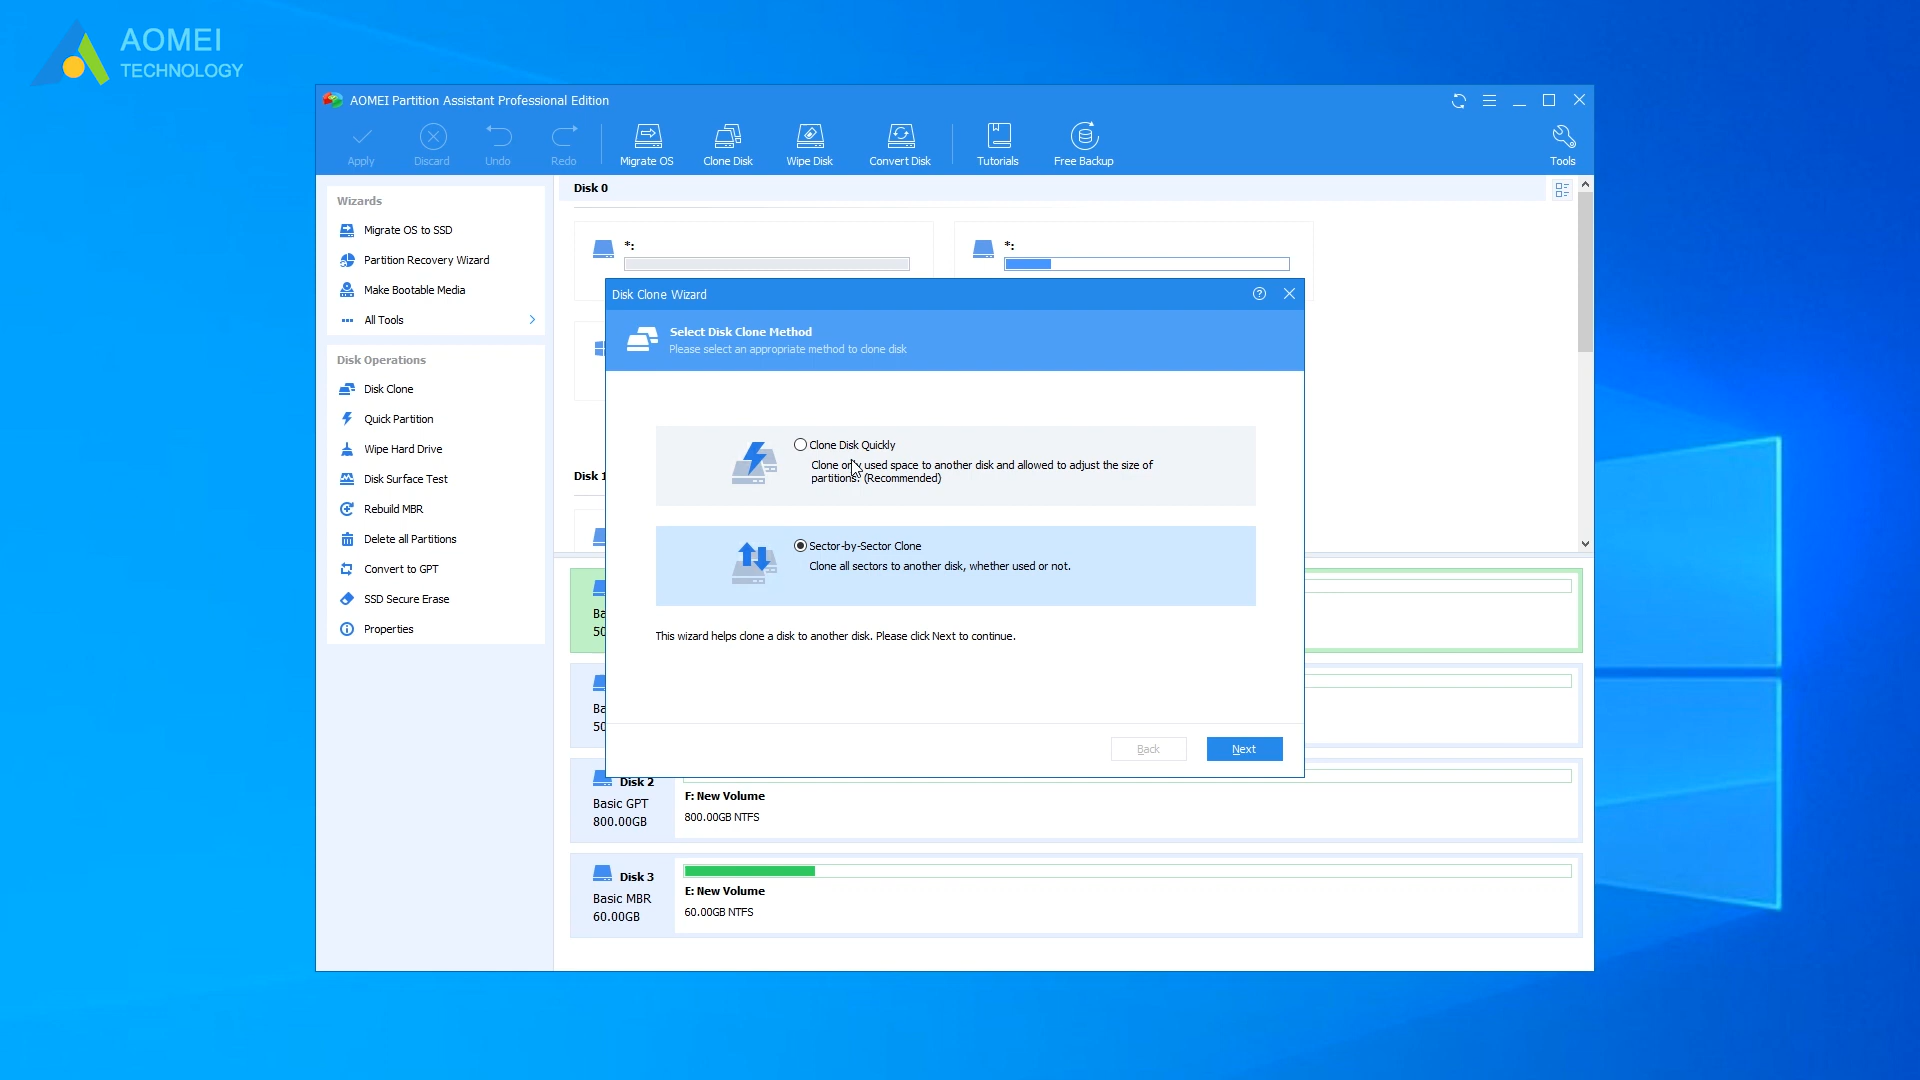 AOMEI
TECHNOLOGY
AOMEI Partition Assistant Professional Edition
Apply
Discard
Undo
Redo
Migrate OS
Clone Disk
Wipe Disk
Convert Disk
Tutorials
Free Backup
Tools
Wizards
Migrate OS to SSD
Partition Recovery Wizard
Make Bootable Media
All Tools
Disk Operations
Disk Clone
Quick Partition
Wipe Hard Drive
Disk Surface Test
Rebuild MBR
Delete all Partitions
Convert to GPT
SSD Secure Erase
Properties
Disk 0
*:
*:
Disk 1
Disk Clone Wizard
Select Disk Clone Method
Please select an appropriate method to clone disk
Clone Disk Quickly
Clone only used space to another disk and allowed to adjust the size of
partitions. (Recommended)
Sector-by-Sector Clone
Clone all sectors to another disk, whether used or not.
This wizard helps clone a disk to another disk. Please click Next to continue.
Back
Next
Ba
50
Ba
50
Disk 2
Basic GPT
800.00GB
F: New Volume
800.00GB NTFS
Disk 3
Basic MBR
60.00GB
E: New Volume
60.00GB NTFS